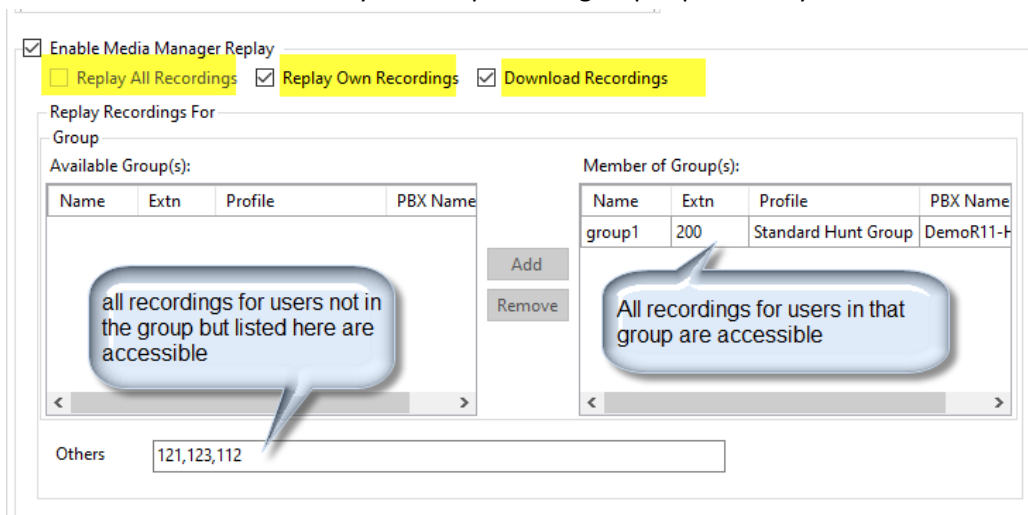 Enable Media Manager Replay
Replay All Recordings Replay Own Recordings Download Recordings
Replay Recordings For
Group
Available Group(s): Member of Group(s):
Name Extn Profile PBX Name Name Extn Profile PBX Name
group1 200 Standard Hunt Group DemoR11-H
Add
Remove
all recordings for users not in
the group but listed here are
accessible
All recordings for users in that
group are accessible
Others 121,123,112